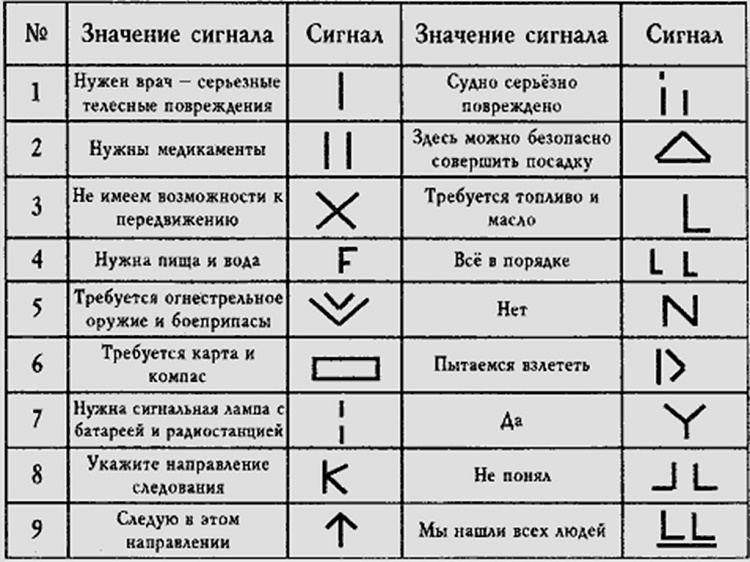 № Значение сигнала Сигнал Значение сигнала Сигнал
1 Нужен врач – серьезные телесные повреждения | Судно серьёзно повреждено
2 Нужны медикаменты || Здесь можно безопасно совершить посадку
3 Не имеем возможности к передвижению X Требуется топливо и масло L
4 Нужна пища и вода F Всё в порядке LL
5 Требуется огнестрельное оружие и боеприпасы Нет N
6 Требуется карта и компас Пытаемся взлететь |>
7 Нужна сигнальная лампа с батареей и радиостанцией Да Y
8 Укажите направление следования K Не понял ⅃L
9 Следую в этом направлении ↑ Мы нашли всех людей LL